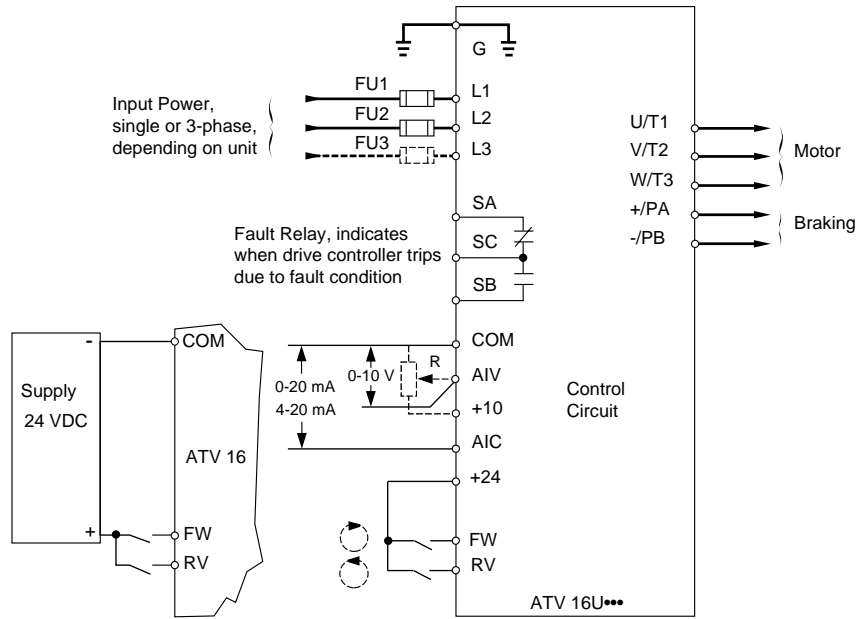 G
FU1
L1
Input Power,
single or 3-phase,
depending on unit
FU2
L2
FU3
L3
U/T1
V/T2
W/T3
Motor
+/PA
-/PB
Braking
SA
SC
SB
Fault Relay, indicates
when drive controller trips
due to fault condition
-
COM
Supply
24 VDC
ATV 16
+
FW
RV
COM
R
0-10 V
AIV
0-20 mA
4-20 mA
+10
AIC
+24
FW
RV
Control
Circuit
ATV 16U•••